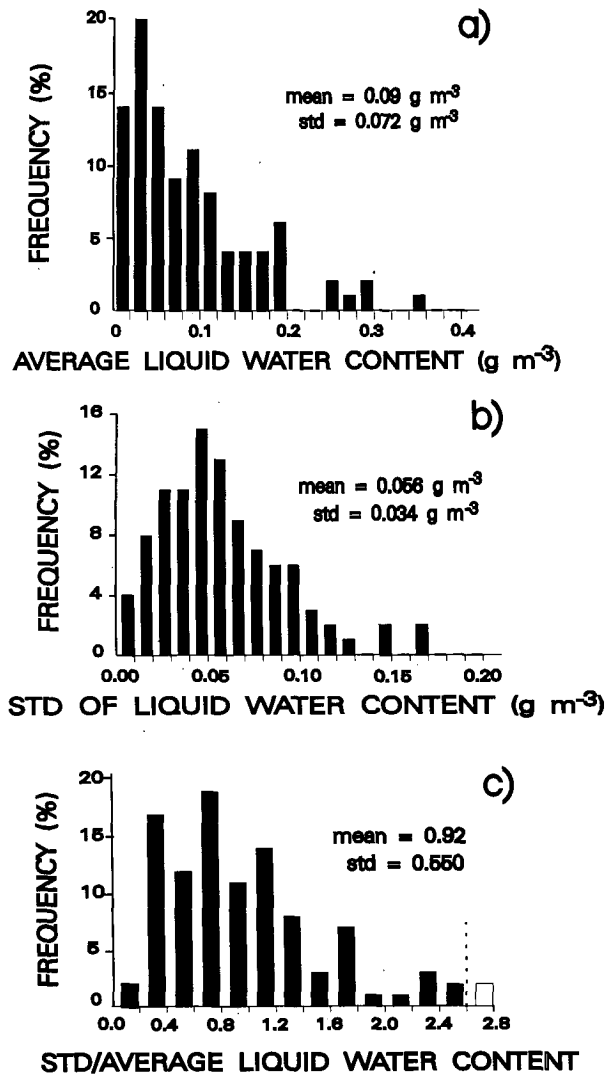 a)
20
15
10
5
0
FREQUENCY (%)
mean = 0.09 g m-3
std = 0.072 g m-3
0 0.1 0.2 0.3 0.4
AVERAGE LIQUID WATER CONTENT (g m-3)
b)
16
12
8
4
0
FREQUENCY (%)
mean = 0.056 g m-3
std = 0.034 g m-3
0.00 0.05 0.10 0.15 0.20
STD OF LIQUID WATER CONTENT (g m-3)
c)
20
15
10
5
0
FREQUENCY (%)
mean = 0.92
std = 0.550
0.0 0.4 0.8 1.2 1.6 2.0 2.4 2.8
STD/AVERAGE LIQUID WATER CONTENT